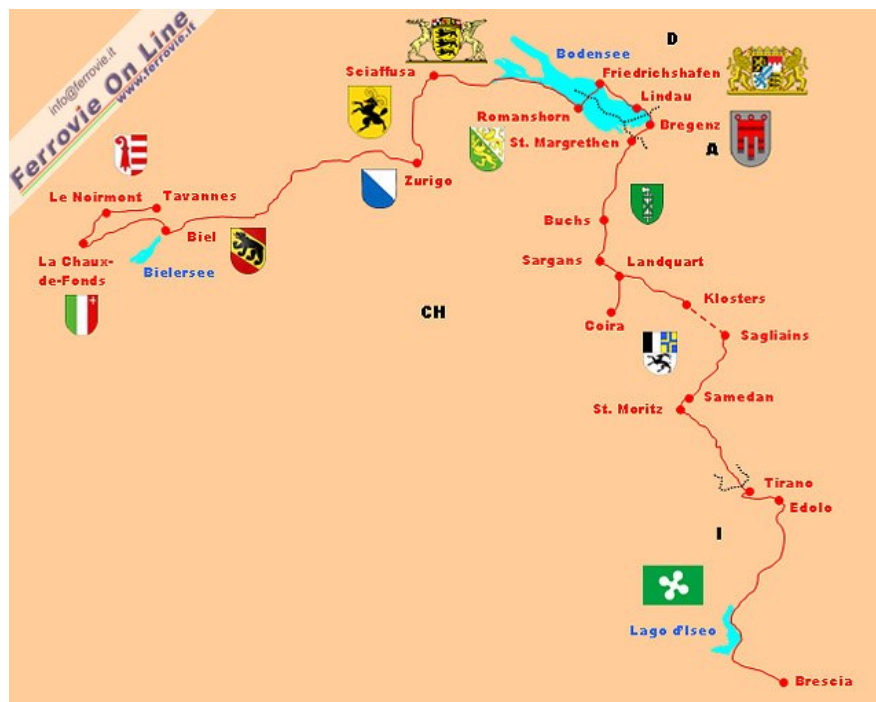 info@ferrovie.it
Ferrovie On Line
www.ferrovie.it
D
Bodensee
Sciaffusa
Friedrichshafen
Lindau
Romanshorn
Bregenz
St. Margrethen
A
Zurigo
Le Noirmont
Tavannes
Buchs
Biel
La Chaux-
de-Fonds
Bielersee
Sargans
Landquart
Klosters
CH
Coira
Sagliains
Samedan
St. Moritz
Tirano
Edolo
I
Lago d'Iseo
Brescia